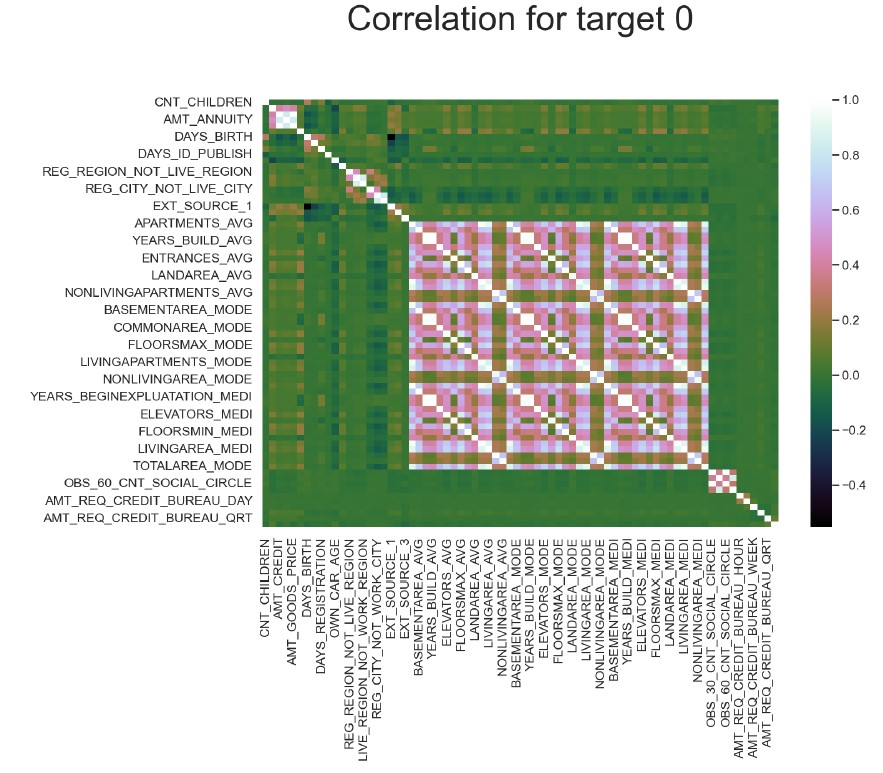 Correlation for target 0
CNT_CHILDREN
AMT_ANNUITY
DAYS_BIRTH
DAYS_ID_PUBLISH
REG_REGION_NOT_LIVE_REGION
REG_CITY_NOT_LIVE_CITY
EXT_SOURCE_1
APARTMENTS_AVG
YEARS_BUILD_AVG
ENTRANCES_AVG
LANDAREA_AVG
NONLIVINGAPARTMENTS_AVG
BASEMENTAREA_MODE
COMMONAREA_MODE
FLOORSMAX_MODE
LIVINGAPARTMENTS_MODE
NONLIVINGAREA_MODE
YEARS_BEGINEXPLUATATION_MEDI
ELEVATORS_MEDI
FLOORSMIN_MEDI
LIVINGAREA_MEDI
TOTALAREA_MODE
OBS_60_CNT_SOCIAL_CIRCLE
AMT_REQ_CREDIT_BUREAU_DAY
AMT_REQ_CREDIT_BUREAU_QRT
1.0
0.8
0.6
0.4
0.2
0.0
−0.2
−0.4
CNT_CHILDREN
AMT_CREDIT
AMT_GOODS_PRICE
DAYS_BIRTH
DAYS_REGISTRATION
OWN_CAR_AGE
REG_REGION_NOT_LIVE_REGION
LIVE_REGION_NOT_WORK_REGION
REG_CITY_NOT_WORK_CITY
EXT_SOURCE_1
EXT_SOURCE_3
BASEMENTAREA_AVG
YEARS_BUILD_AVG
ELEVATORS_AVG
FLOORSMAX_AVG
LANDAREA_AVG
LIVINGAREA_AVG
NONLIVINGAREA_AVG
BASEMENTAREA_MODE
YEARS_BUILD_MODE
ELEVATORS_MODE
FLOORSMAX_MODE
LANDAREA_MODE
LIVINGAREA_MODE
NONLIVINGAREA_MODE
BASEMENTAREA_MEDI
YEARS_BUILD_MEDI
ELEVATORS_MEDI
FLOORSMAX_MEDI
LANDAREA_MEDI
LIVINGAREA_MEDI
NONLIVINGAREA_MEDI
OBS_30_CNT_SOCIAL_CIRCLE
OBS_60_CNT_SOCIAL_CIRCLE
AMT_REQ_CREDIT_BUREAU_HOUR
AMT_REQ_CREDIT_BUREAU_WEEK
AMT_REQ_CREDIT_BUREAU_QRT